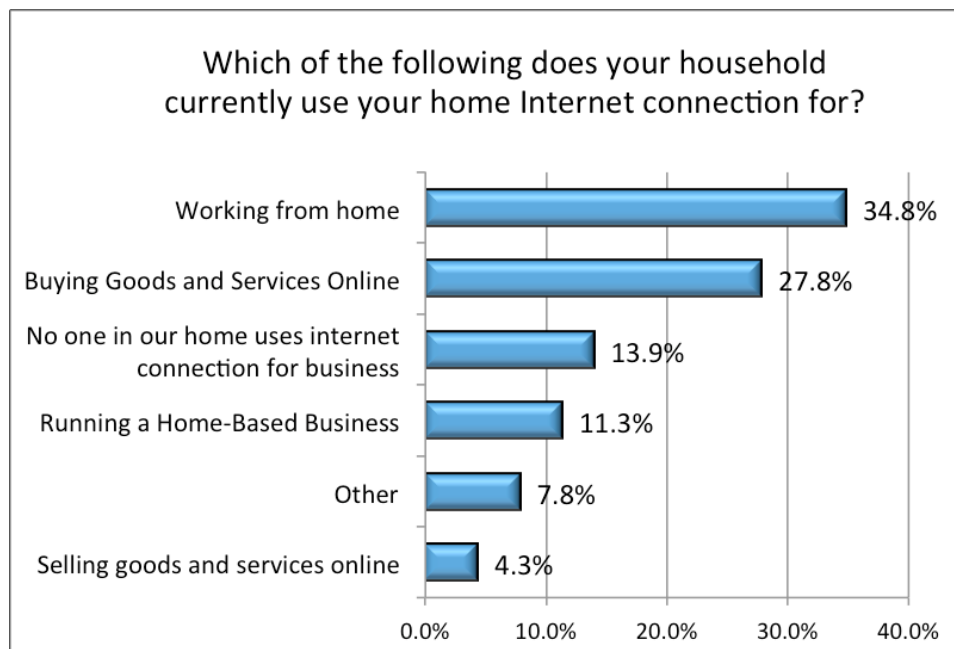 Which of the following does your household
currently use your home Internet connection for?
Working from home
34.8%
Buying Goods and Services Online
27.8%
No one in our home uses internet
connection for business
13.9%
Running a Home-Based Business
11.3%
Other
7.8%
Selling goods and services online
4.3%
0.0% 10.0% 20.0% 30.0% 40.0%